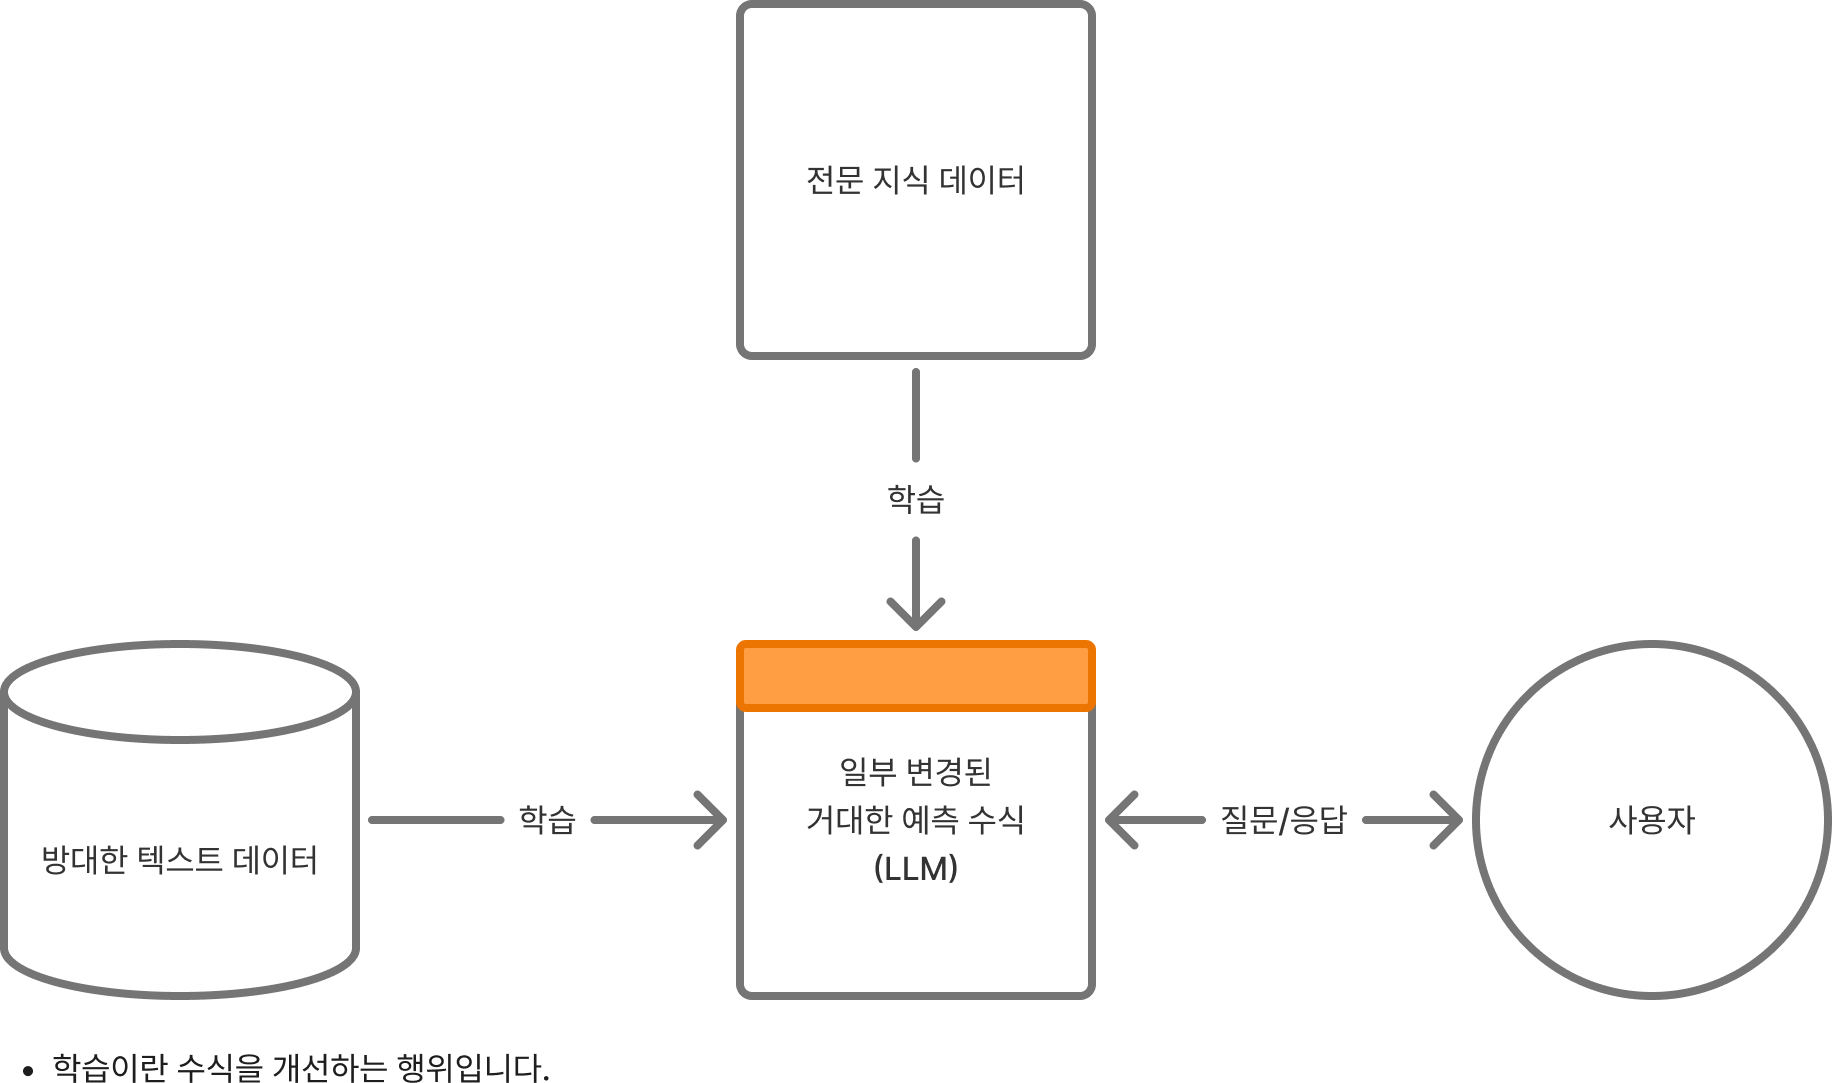 전문 지식 데이터
학습
방대한 텍스트 데이터
학습
일부 변경된
거대한 예측 수식
(LLM)
질문/응답
사용자
• 학습이란 수식을 개선하는 행위입니다.